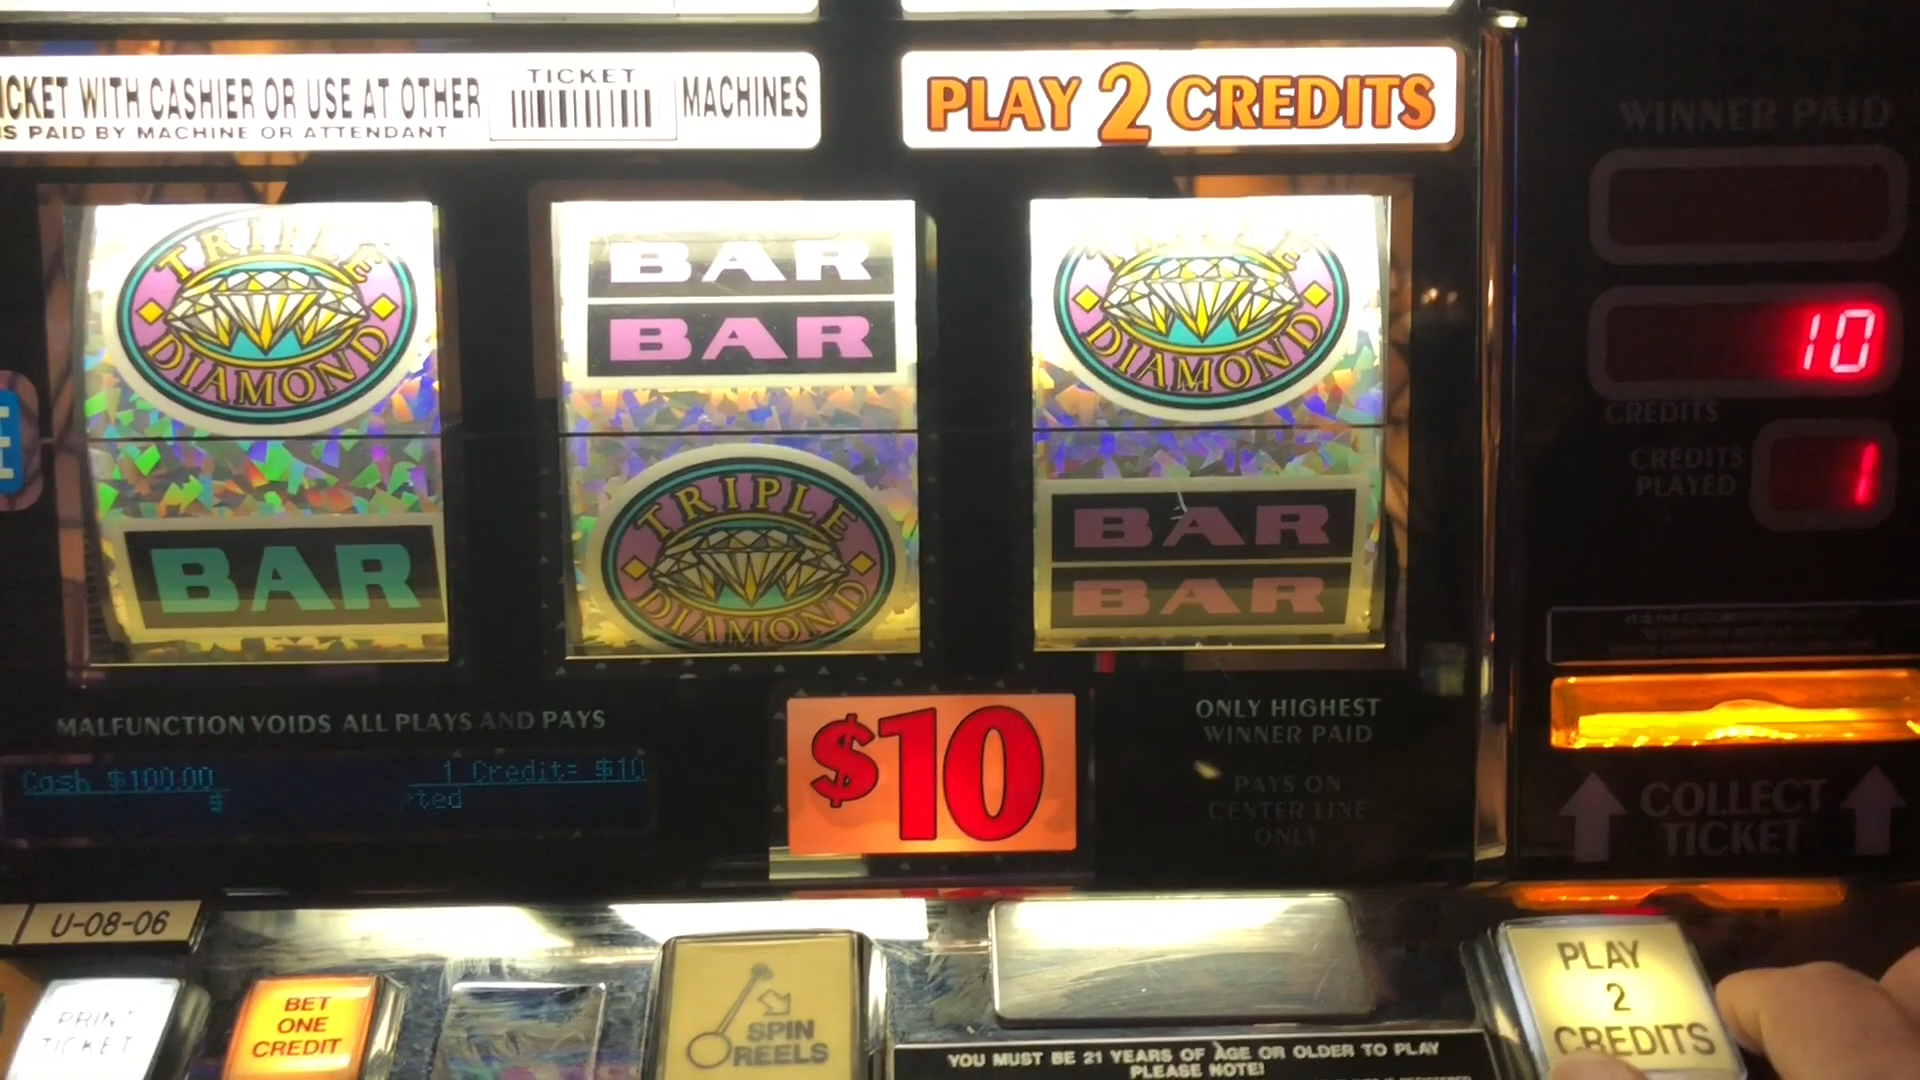 ICKET WITH CASHIER OR USE AT OTHER
TICKET
MACHINES
S PAID BY MACHINE OR ATTENDANT
PLAY 2 CREDITS
WINNER PAID
TRIPLE
DIAMOND
BAR
BAR
BAR
TRIPLE
DIAMOND
TRIPLE
DIAMOND
BAR
BAR
10
CREDITS
CREDITS
PLAYED
1
MALFUNCTION VOIDS ALL PLAYS AND PAYS
Cash $100.00
1 Credit= $10
$
ted
$10
ONLY HIGHEST
WINNER PAID
PAYS ON
CENTER LINE
ONLY
COLLECT
TICKET
U-08-06
PRINT
TICKET
BET
ONE
CREDIT
SPIN
REELS
PLAY
2
CREDITS
YOU MUST BE 21 YEARS OF AGE OR OLDER TO PLAY
PLEASE NOTE!